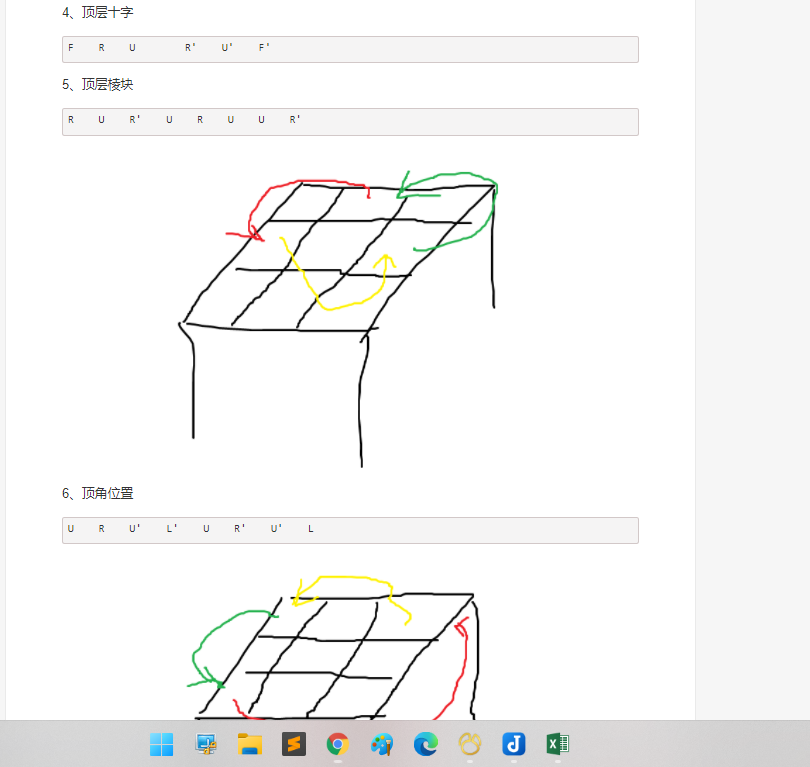 4、顶层十字
F R U R' U' F'
5、顶层棱块
R U R' U R U U R'
6、顶角位置
U R U' L' U R' U' L